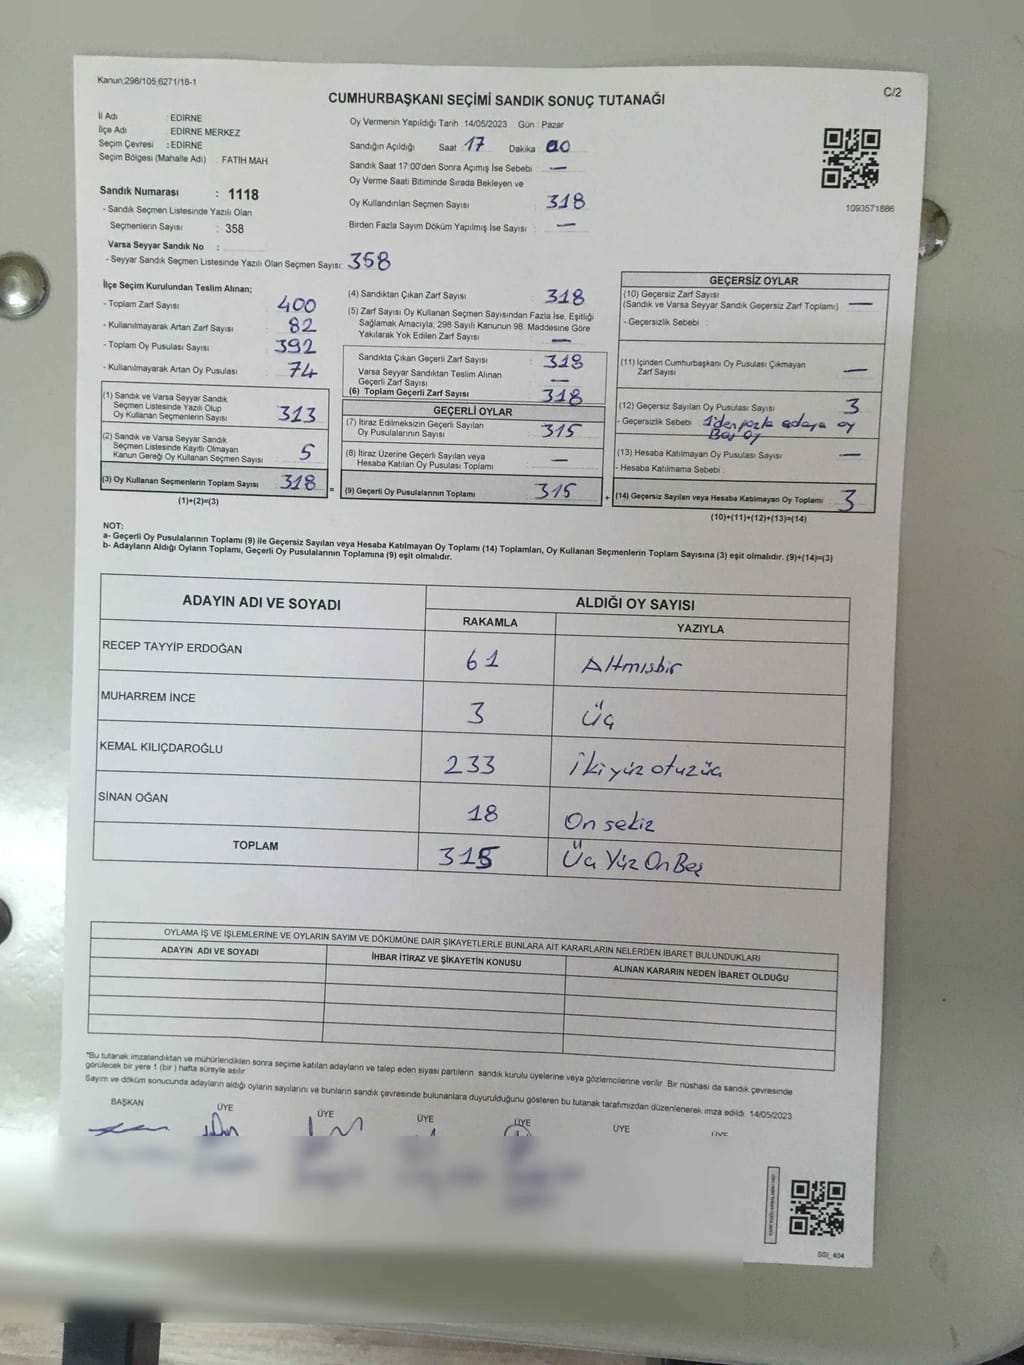 Kanun;298/105;6271/18-1
C/2
CUMHURBAŞKANI SEÇİMİ SANDIK SONUÇ TUTANAĞI
İl Adı : EDİRNE
İlçe Adı : EDİRNE MERKEZ
Seçim Çevresi : EDİRNE
Seçim Bölgesi (Mahalle Adı) : FATİH MAH
Sandık Numarası : 1118
- Sandık Seçmen Listesinde Yazılı Olan
Seçmenlerin Sayısı : 358
Varsa Seyyar Sandık No :
- Seyyar Sandık Seçmen Listesinde Yazılı Olan Seçmen Sayısı: 358
Oy Vermenin Yapıldığı Tarih :14/05/2023 Gün : Pazar
Sandığın Açıldığı Saat 17 Dakika 00
Sandık Saat 17:00'den Sonra Açımış İse Sebebi : —
Oy Verme Saati Bitiminde Sırada Bekleyen ve
Oy Kullandırılan Seçmen Sayısı 318
Birden Fazla Sayım Döküm Yapılmış İse Sayısı : —
1093571886
İlçe Seçim Kurulundan Teslim Alınan;
- Toplam Zarf Sayısı 400
- Kullanılmayarak Artan Zarf Sayısı 82
- Toplam Oy Pusulası Sayısı 392
- Kullanılmayarak Artan Oy Pusulası 74
(1) Sandık ve Varsa Seyyar Sandık
Seçmen Listesinde Yazılı Olup
Oy Kullanan Seçmenlerin Sayısı 313
(2) Sandık ve Varsa Seyyar Sandık
Seçmen Listesinde Kayıtlı Olmayan
Kanun Gereği Oy Kullanan Seçmen Sayısı 5
(3) Oy Kullanan Seçmenlerin Toplam Sayısı 318 =
(1)+(2)=(3)
(4) Sandıktan Çıkan Zarf Sayısı 318
(5) Zarf Sayısı Oy Kullanan Seçmen Sayısından Fazla İse, Eşitliği
Sağlamak Amacıyla; 298 Sayılı Kanunun 98. Maddesine Göre
Yakılarak Yok Edilen Zarf Sayısı —
Sandıkta Çıkan Geçerli Zarf Sayısı 318
Varsa Seyyar Sandıktan Teslim Alınan
Geçerli Zarf Sayısı —
(6) Toplam Geçerli Zarf Sayısı 318
GEÇERLİ OYLAR
(7) İtiraz Edilmeksizin Geçerli Sayılan
Oy Pusulalarının Sayısı 315
(8) İtiraz Üzerine Geçerli Sayılan veya
Hesaba Katılan Oy Pusulası Toplamı —
(9) Geçerli Oy Pusulalarının Toplamı 315 +
GEÇERSİZ OYLAR
(10) Geçersiz Zarf Sayısı
(Sandık ve Varsa Seyyar Sandık Geçersiz Zarf Toplamı) —
- Geçersizlik Sebebi :
(11) İçinden Cumhurbaşkanı Oy Pusulası Çıkmayan
Zarf Sayısı —
(12) Geçersiz Sayılan Oy Pusulası Sayısı 3
- Geçersizlik Sebebi : 1'den fazla adaya oy
Boş Oy
(13) Hesaba Katılmayan Oy Pusulası Sayısı —
- Hesaba Katılmama Sebebi :
(14) Geçersiz Sayılan veya Hesaba Katılmayan Oy Toplamı 3
(10)+(11)+(12)+(13)=(14)
NOT:
a- Geçerli Oy Pusulalarının Toplamı (9) ile Geçersiz Sayılan veya Hesaba Katılmayan Oy Toplamı (14) Toplamları, Oy Kullanan Seçmenlerin Toplam Sayısına (3) eşit olmalıdır. (9)+(14)=(3)
b- Adayların Aldığı Oyların Toplamı, Geçerli Oy Pusulalarının Toplamına (9) eşit olmalıdır.
ADAYIN ADI VE SOYADI ALDIĞI OY SAYISI
RAKAMLA YAZIYLA
RECEP TAYYİP ERDOĞAN 61 Altmışbir
MUHARREM İNCE 3 Üç
KEMAL KILIÇDAROĞLU 233 İkiyüz otuzüç
SİNAN OĞAN 18 On sekiz
TOPLAM 315 Üç Yüz On Beş
OYLAMA İŞ VE İŞLEMLERİNE VE OYLARIN SAYIM VE DÖKÜMÜNE DAİR ŞİKAYETLERLE BUNLARA AİT KARARLARIN NELERDEN İBARET BULUNDUKLARI
ADAYIN ADI VE SOYADI İHBAR İTİRAZ VE ŞİKAYETİN KONUSU ALINAN KARARIN NEDEN İBARET OLDUĞU
*Bu tutanak imzalandıktan ve mühürlendikten sonra seçime katılan adayların ve talep eden siyasi partilerin sandık kurulu üyelerine veya gözlemcilerine verilir. Bir nüshası da sandık çevresinde
görülecek bir yere 1 (bir ) hafta süreyle asılır.
Sayım ve döküm sonucunda adayların aldığı oyların sayılarını ve bunların sandık çevresinde bulunanlara duyurulduğunu gösteren bu tutanak tarafımızdan düzenlenerek imza edildi. 14/05/2023
BAŞKAN ÜYE ÜYE ÜYE ÜYE ÜYE ÜYE
SSI_404